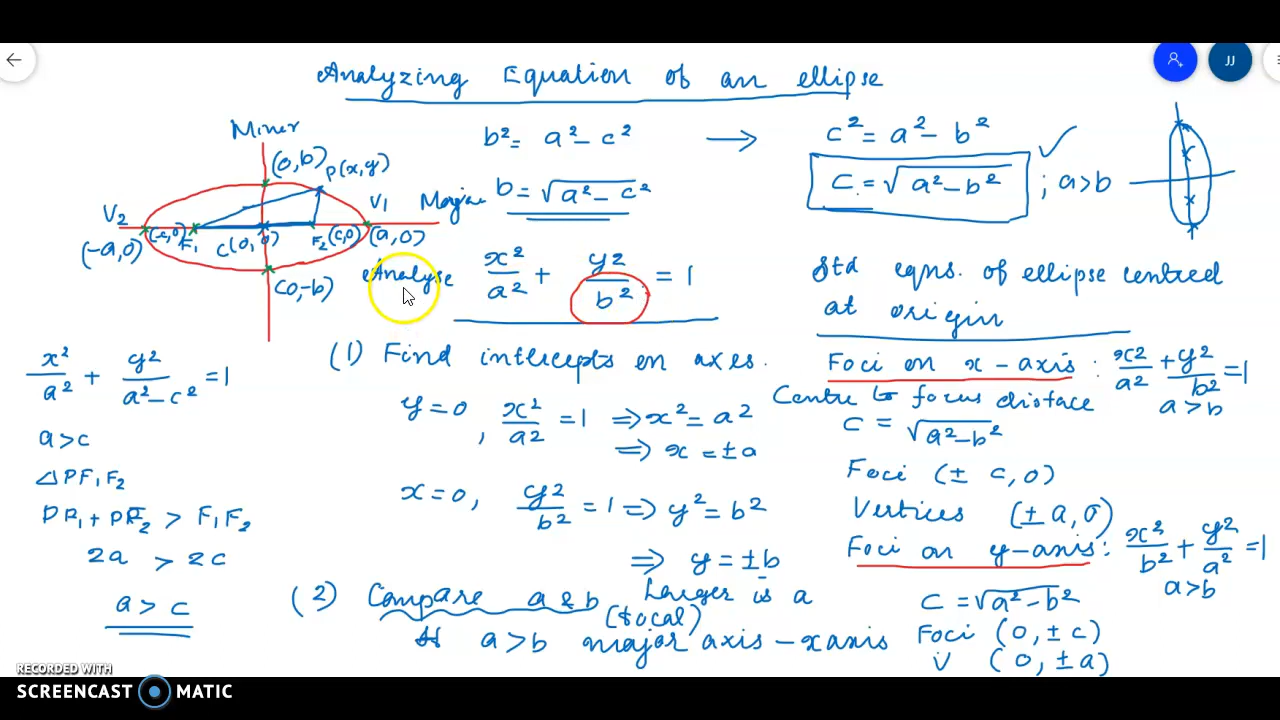 Analyzing Equation of an ellipse
JJ
Miner
(0,b)
P(x,y)
V2
V1
Major
(-a,0)
(-c,0)
F1
C(0,0)
F2
(c,0)
(a,0)
(0,-b)
b² = a² - c² → c² = a² - b²
b = √a² - c²
C = √a² - b² ; a>b
Analyse
x²/a² + y²/b² = 1
x²/a² + y²/a²-c² = 1
a>c
△PF1F2
PF1 + PF2 > F1F2
2a > 2c
a > c
(1) Find intercepts on axes.
y=0, x²/a² = 1 ⇒ x² = a²
⇒ x = ±a
x=0, y²/b² = 1 ⇒ y² = b²
⇒ y = ±b
(2) Compare a & b Larger is a
(focal)
a>b major axis - x axis
Std eqns. of ellipse centred
at origin
Foci on x-axis : x²/a² + y²/b² = 1
a>b
Centre to focus distace
C = √a²-b²
Foci (± c, 0)
Vertices (± a, 0)
Foci on y-axis: x²/b² + y²/a² = 1
a>b
C = √a²-b²
Foci (0, ± c)
V (0, ± a)
RECORDED WITH
SCREENCAST MATIC